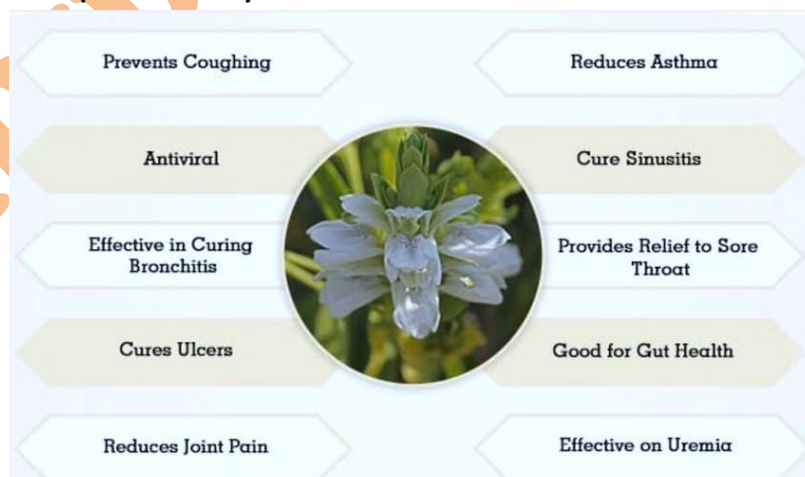 Prevents Coughing
Reduces Asthma
Antiviral
Cure Sinusitis
Effective in Curing
Bronchitis
Provides Relief to Sore
Throat
Cures Ulcers
Good for Gut Health
Reduces Joint Pain
Effective on Uremia